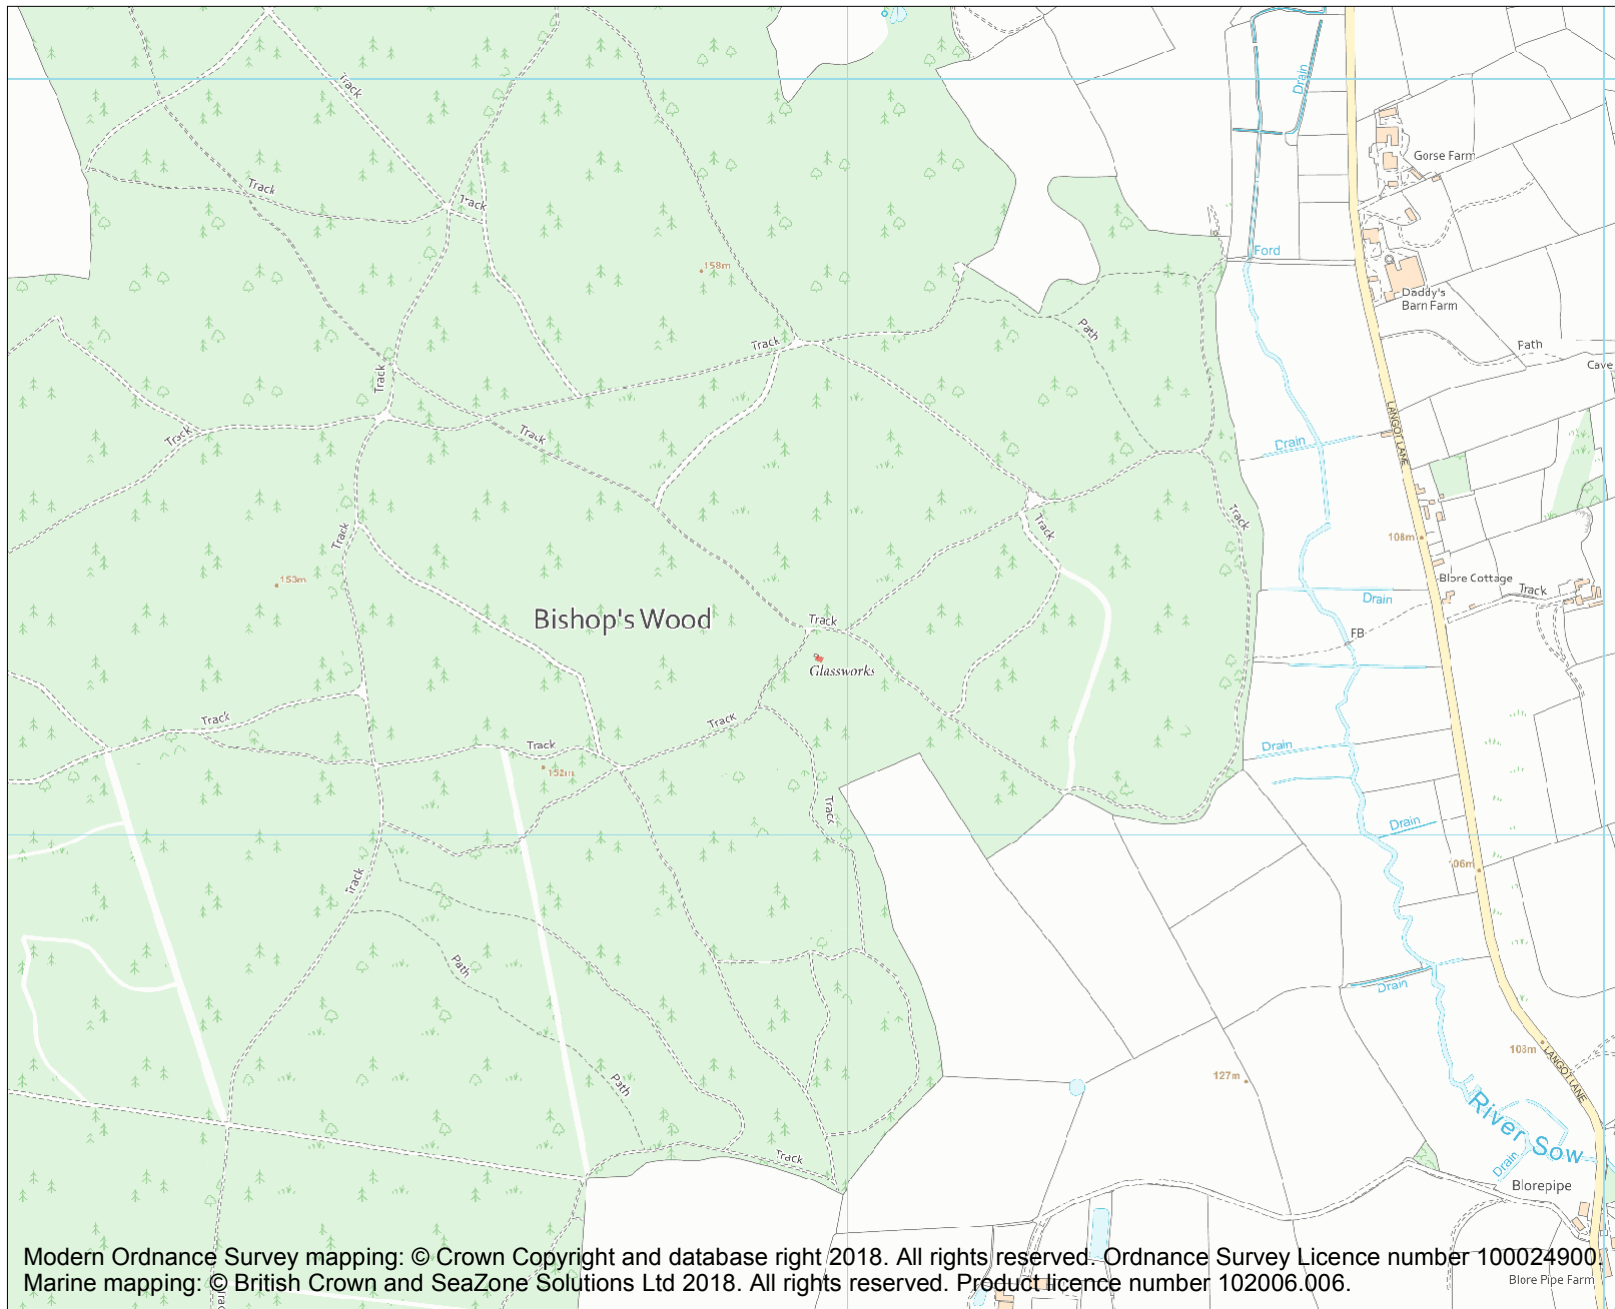 Track
Drain
Gorse Farm
Track
Track
Ford
158m
Daddy's
Barn Farm
Path
Track
Path
Cave
Track
LANGOT LANE
Track
Track
Drain
Track
Track
Track
108m
153m
Blore Cottage
Track
Drain
Bishop's Wood
Track
FB
Glassworks
Track
Track
Track
Drain
152m
Track
Drain
106m
Track
Path
Drain
103m
LANGOT LANE
127m
Path
River Sow
Track
Drain
Blorepipe
Modern Ordnance Survey mapping: © Crown Copyright and database right 2018. All rights reserved. Ordnance Survey Licence number 100024900.
Marine mapping: © British Crown and SeaZone Solutions Ltd 2018. All rights reserved. Product licence number 102006.006.
Blore Pipe Farm